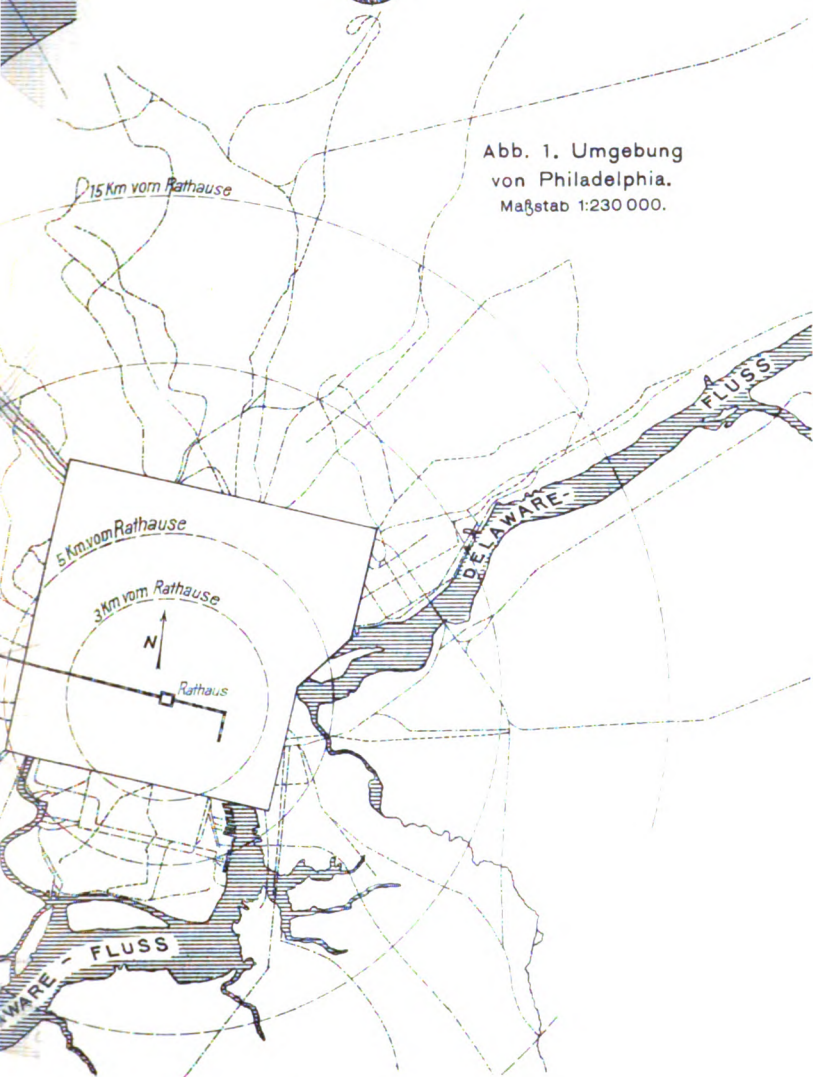 Abb. 1. Umgebung
von Philadelphia.
Maßstab 1:230 000.
15 Km vom Rathause
FLUSS
DELAWARE-
5 Km. vom Rathause
3 Km vom Rathause
N
Rathaus
WARE - FLUSS